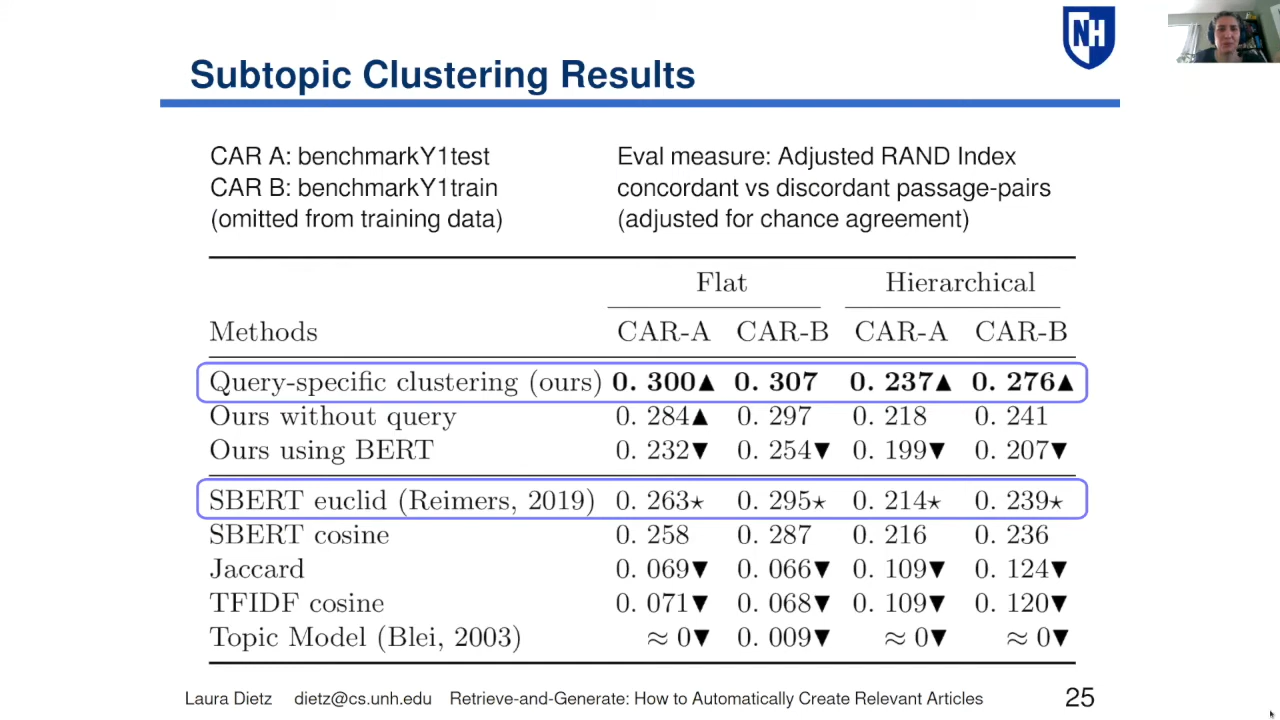 NH
Subtopic Clustering Results
CAR A: benchmarkY1test
CAR B: benchmarkY1train
(omitted from training data)
Eval measure: Adjusted RAND Index
concordant vs discordant passage-pairs
(adjusted for chance agreement)
Flat Hierarchical
Methods CAR-A CAR-B CAR-A CAR-B
Query-specific clustering (ours) 0. 300▲ 0. 307 0. 237▲ 0. 276▲
Ours without query 0. 284▲ 0. 297 0. 218 0. 241
Ours using BERT 0. 232▼ 0. 254▼ 0. 199▼ 0. 207▼
SBERT euclid (Reimers, 2019) 0. 263⋆ 0. 295⋆ 0. 214⋆ 0. 239⋆
SBERT cosine 0. 258 0. 287 0. 216 0. 236
Jaccard 0. 069▼ 0. 066▼ 0. 109▼ 0. 124▼
TFIDF cosine 0. 071▼ 0. 068▼ 0. 109▼ 0. 120▼
Topic Model (Blei, 2003) ≈ 0▼ 0. 009▼ ≈ 0▼ ≈ 0▼
Laura Dietz dietz@cs.unh.edu Retrieve-and-Generate: How to Automatically Create Relevant Articles 25